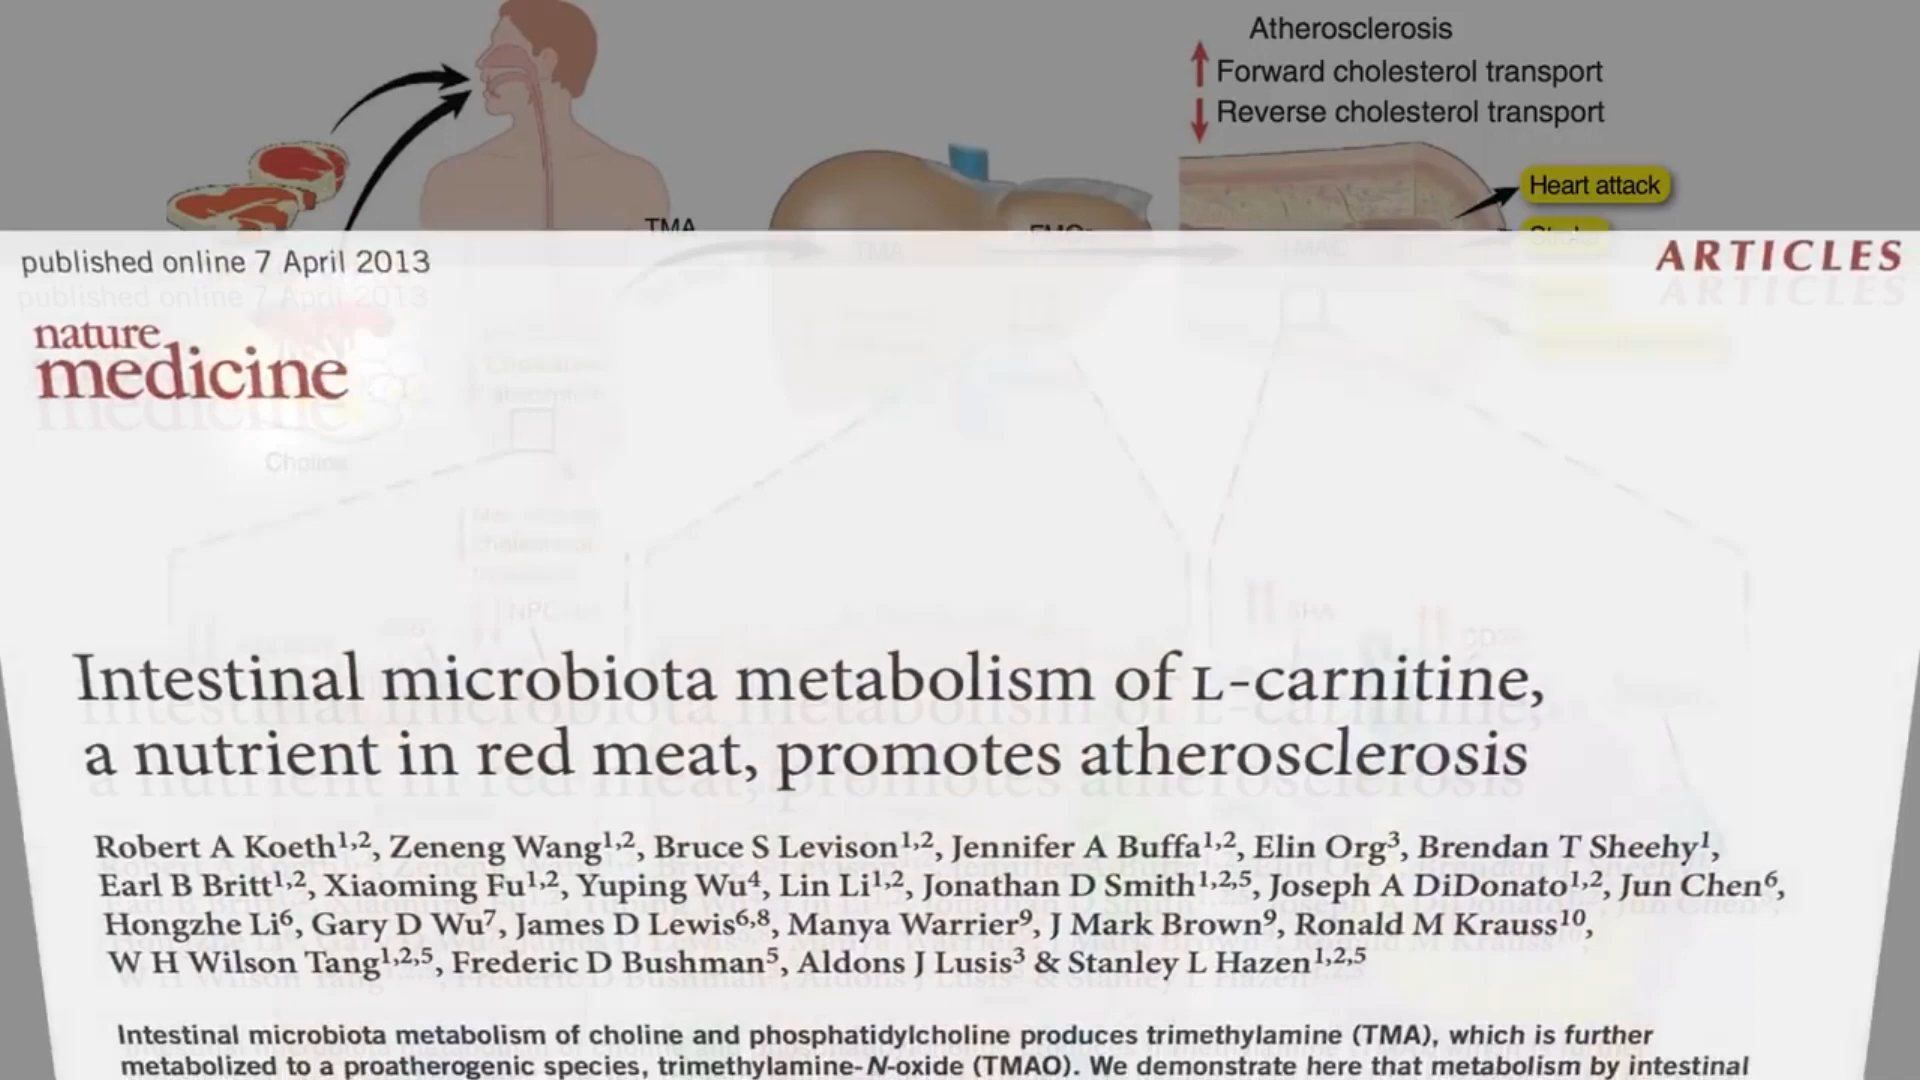 Atherosclerosis
Forward cholesterol transport
Reverse cholesterol transport
Heart attack
Stroke
TMA
TMA
published online 7 April 2013
ARTICLES
nature
medicine
Choline
Intestinal microbiota metabolism of L-carnitine,
a nutrient in red meat, promotes atherosclerosis
Robert A Koeth1,2, Zeneng Wang1,2, Bruce S Levison1,2, Jennifer A Buffa1,2, Elin Org3, Brendan T Sheehy1,
Earl B Britt1,2, Xiaoming Fu1,2, Yuping Wu4, Lin Li1,2, Jonathan D Smith1,2,5, Joseph A DiDonato1,2, Jun Chen6,
Hongzhe Li6, Gary D Wu7, James D Lewis6,8, Manya Warrier9, J Mark Brown9, Ronald M Krauss10,
W H Wilson Tang1,2,5, Frederic D Bushman5, Aldons J Lusis3 & Stanley L Hazen1,2,5
Intestinal microbiota metabolism of choline and phosphatidylcholine produces trimethylamine (TMA), which is further
metabolized to a proatherogenic species, trimethylamine-N-oxide (TMAO). We demonstrate here that metabolism by intestinal